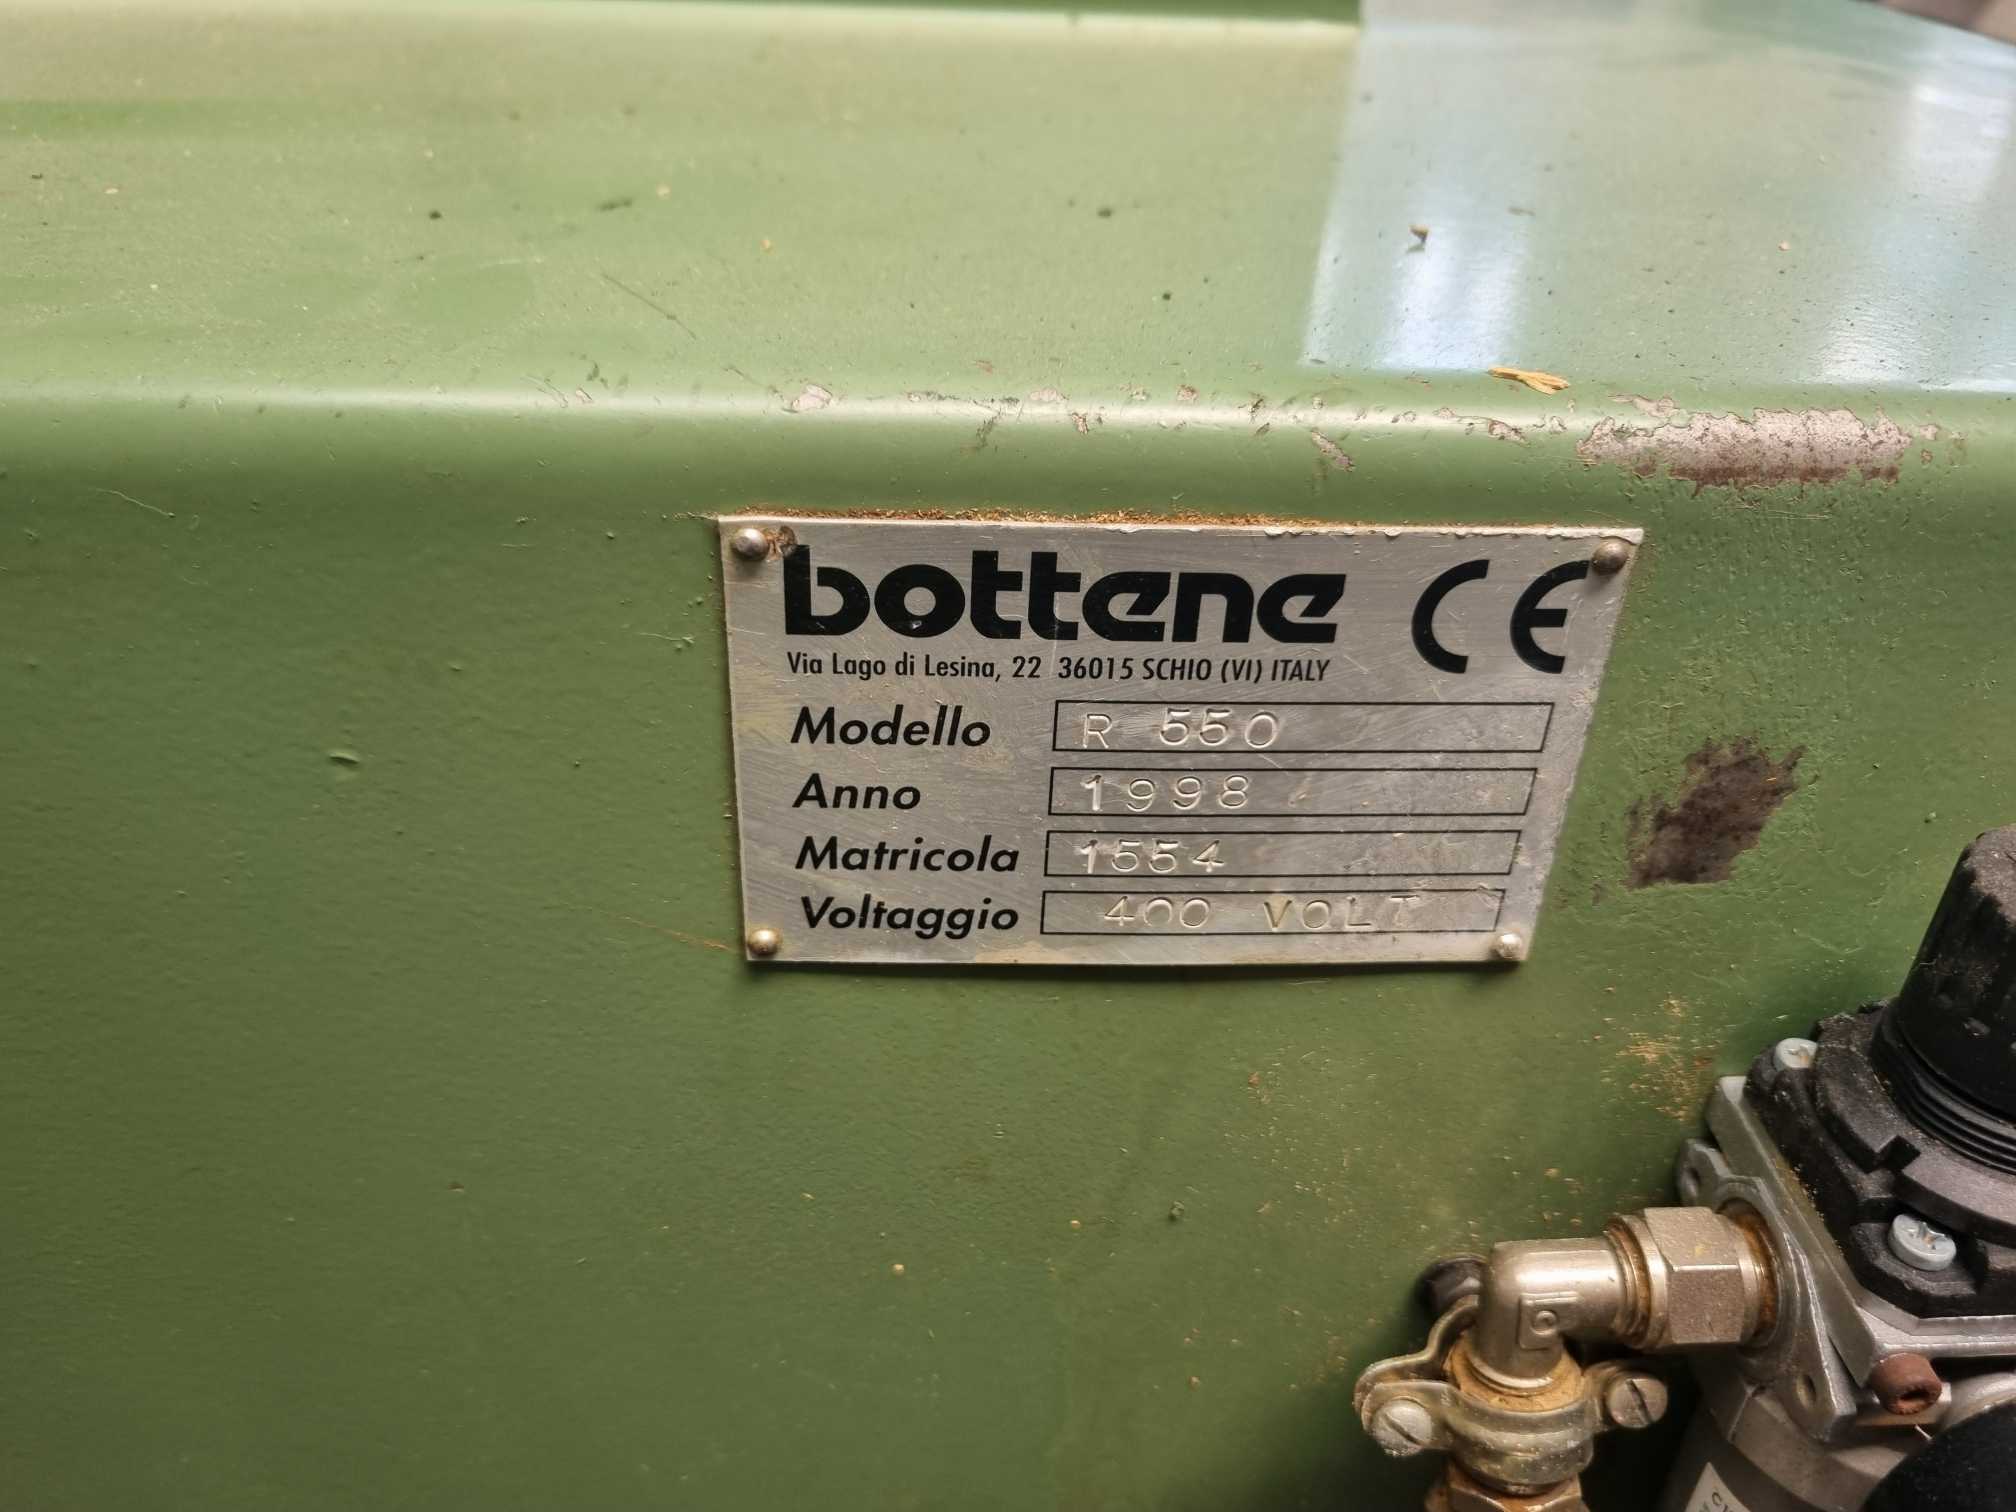 bottene CE
Via Lago di Lesina, 22 36015 SCHIO (VI) ITALY
Modello R 550
Anno 1998
Matricola 1554
Voltaggio 400 VOLT